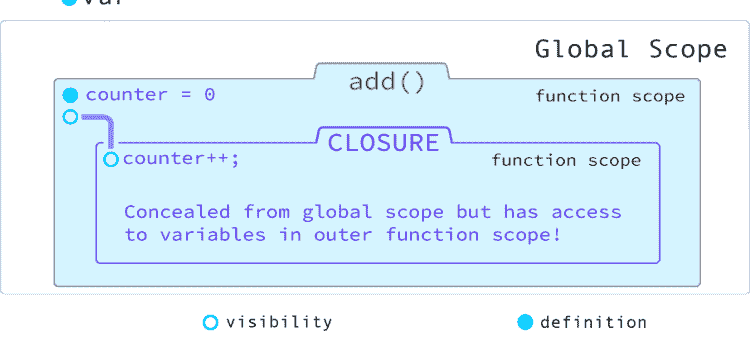 var
Global Scope
add()
counter = 0
function scope
CLOSURE
counter++;
function scope
Concealed from global scope but has access
to variables in outer function scope!
visibility
definition